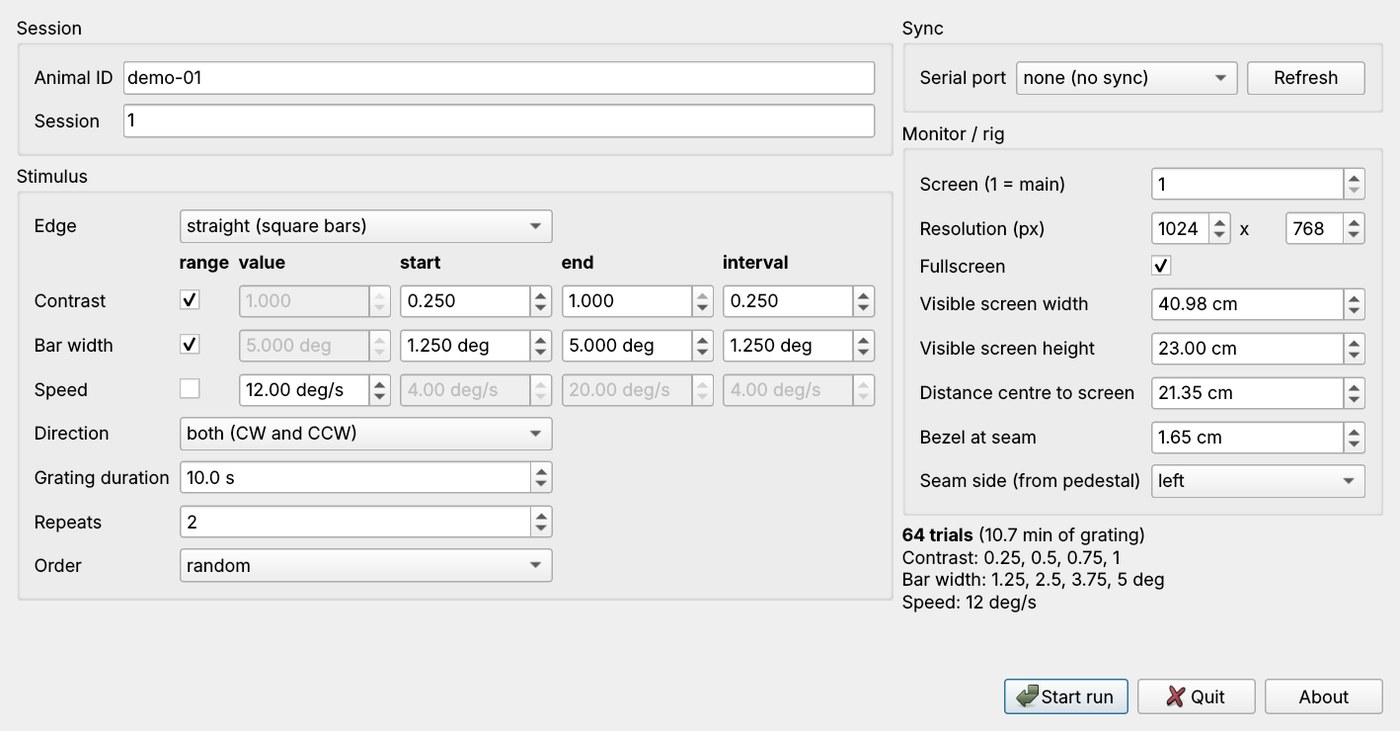 Session
Animal ID demo-01
Session 1
Stimulus
Edge straight (square bars)
range value start end interval
Contrast 1.000 0.250 1.000 0.250
Bar width 5.000 deg 1.250 deg 5.000 deg 1.250 deg
Speed 12.00 deg/s 4.00 deg/s 20.00 deg/s 4.00 deg/s
Direction both (CW and CCW)
Grating duration 10.0 s
Repeats 2
Order random
Sync
Serial port none (no sync) Refresh
Monitor / rig
Screen (1 = main) 1
Resolution (px) 1024 x 768
Fullscreen
Visible screen width 40.98 cm
Visible screen height 23.00 cm
Distance centre to screen 21.35 cm
Bezel at seam 1.65 cm
Seam side (from pedestal) left
64 trials (10.7 min of grating)
Contrast: 0.25, 0.5, 0.75, 1
Bar width: 1.25, 2.5, 3.75, 5 deg
Speed: 12 deg/s
Start run Quit About